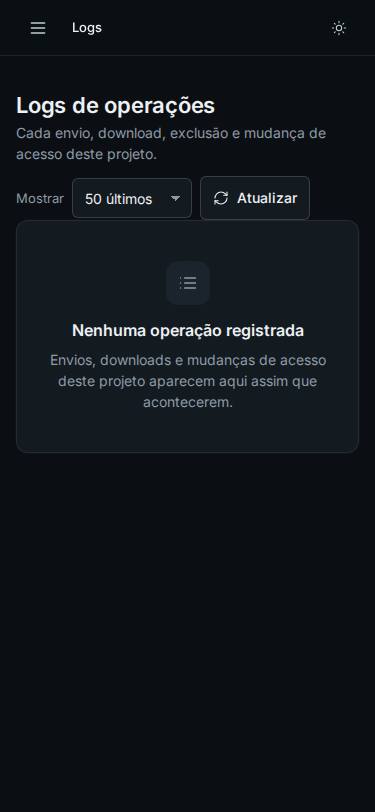 Logs
Logs de operações
Cada envio, download, exclusão e mudança de
acesso deste projeto.
Mostrar
50 últimos
Atualizar
Nenhuma operação registrada
Envios, downloads e mudanças de acesso
deste projeto aparecem aqui assim que
acontecerem.